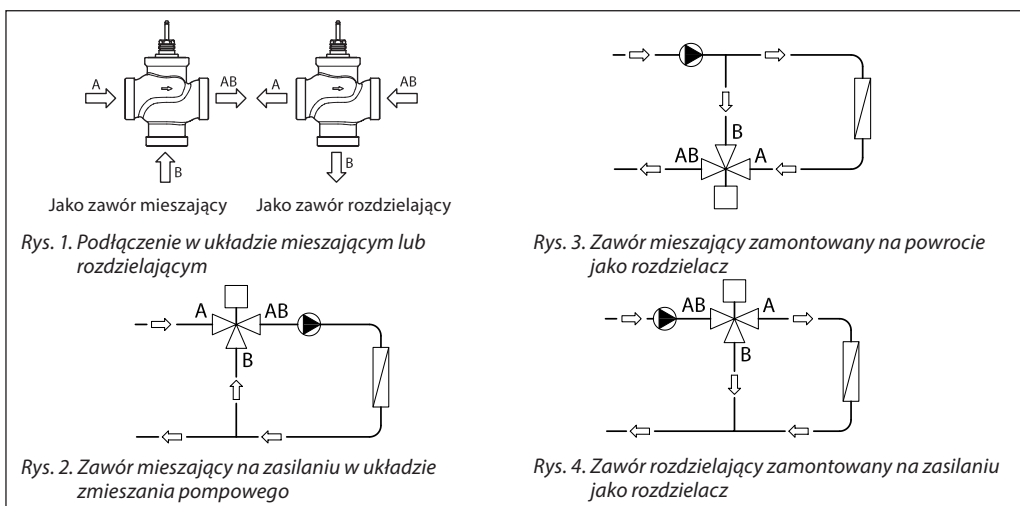 A
AB
A
AB
B
B
Jako zawór mieszający
Jako zawór rozdzielający
Rys. 1. Podłączenie w układzie mieszającym lub
rozdzielającym
A
AB
B
Rys. 2. Zawór mieszający na zasilaniu w układzie
zmieszania pompowego
B
AB
A
Rys. 3. Zawór mieszający zamontowany na powrocie
jako rozdzielacz
AB
A
B
Rys. 4. Zawór rozdzielający zamontowany na zasilaniu
jako rozdzielacz